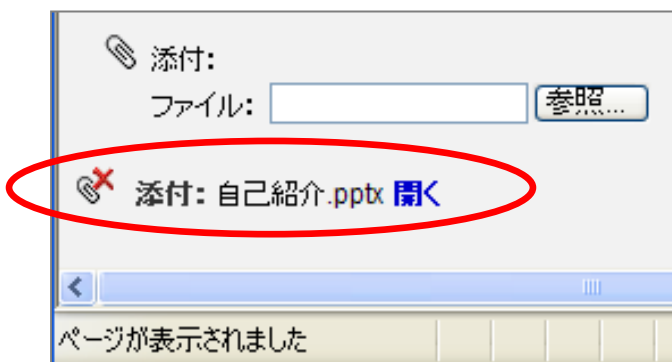 添付:
ファイル:
参照...
添付: 自己紹介.pptx 開く
ページが表示されました